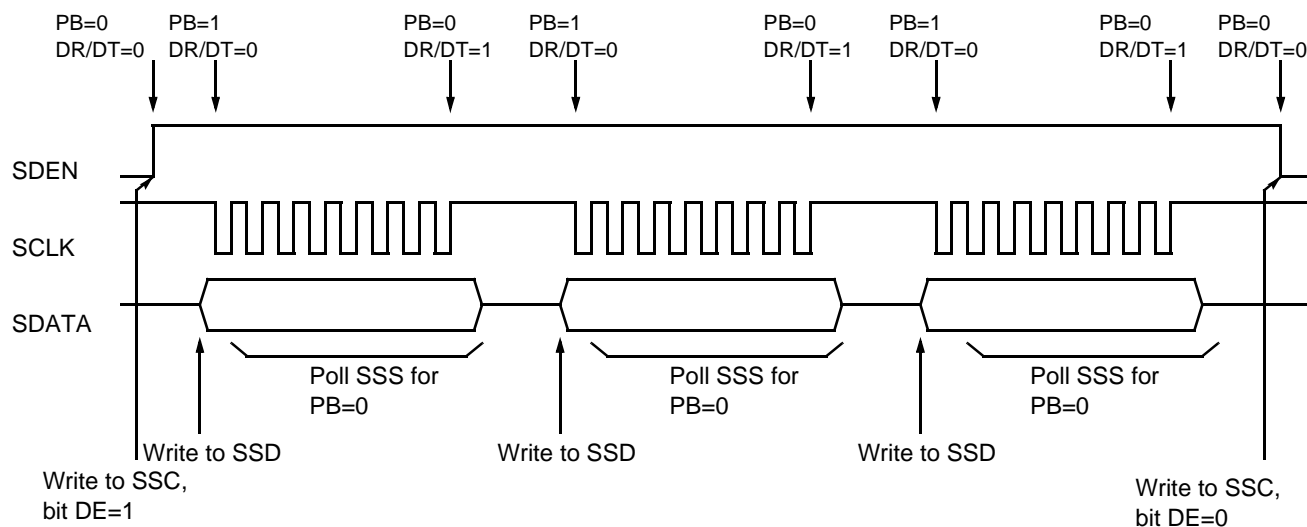 PB=0
DR/DT=0
PB=1
DR/DT=0
PB=0
DR/DT=1
PB=1
DR/DT=0
PB=0
DR/DT=1
PB=1
DR/DT=0
PB=0
DR/DT=1
PB=0
DR/DT=0
SDEN
SCLK
SDATA
Poll SSS for
PB=0
Poll SSS for
PB=0
Poll SSS for
PB=0
Write to SSD
Write to SSD
Write to SSD
Write to SSC,
bit DE=1
Write to SSC,
bit DE=0